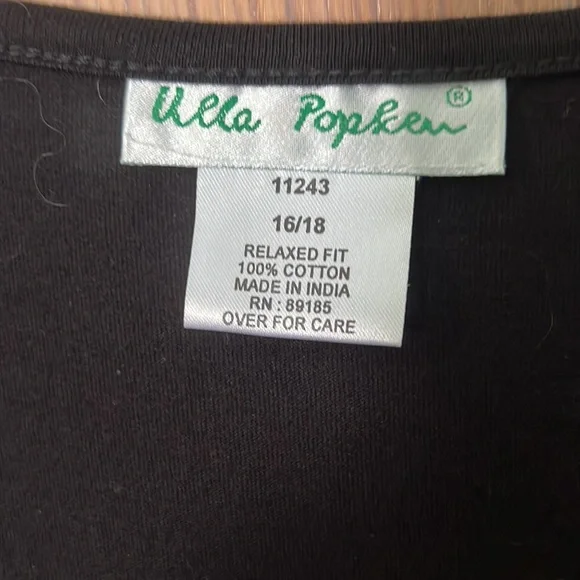 Ulla Popken ®
11243
16/18
RELAXED FIT
100% COTTON
MADE IN INDIA
RN : 89185
OVER FOR CARE